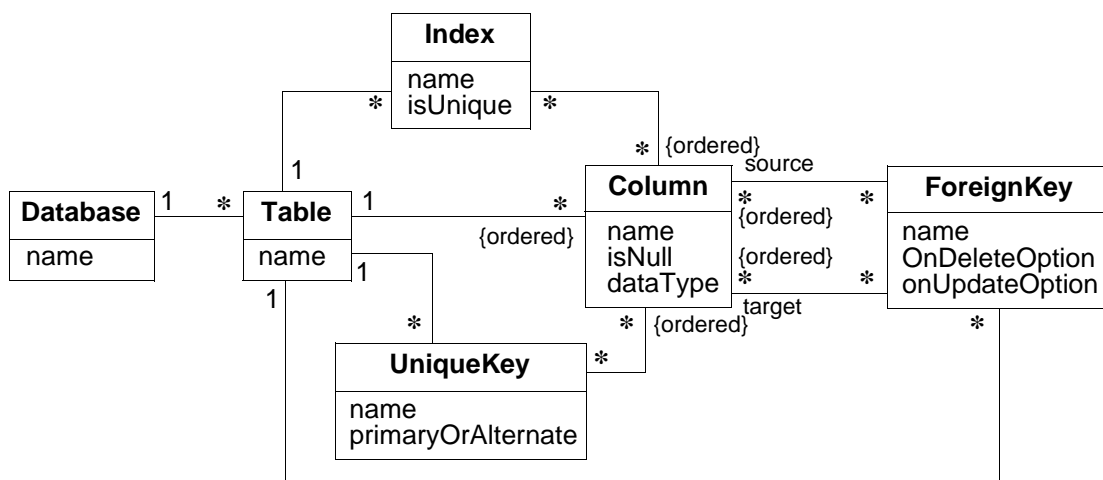 Index
name
isUnique
*
*
1
*
{ordered}
source
Database
name
1
*
Table
name
1
*
{ordered}
Column
name
isNull
dataType
*
{ordered}
{ordered}
*
*
*
target
ForeignKey
name
OnDeleteOption
onUpdateOption
1
1
*
*
{ordered}
*
*
UniqueKey
name
primaryOrAlternate